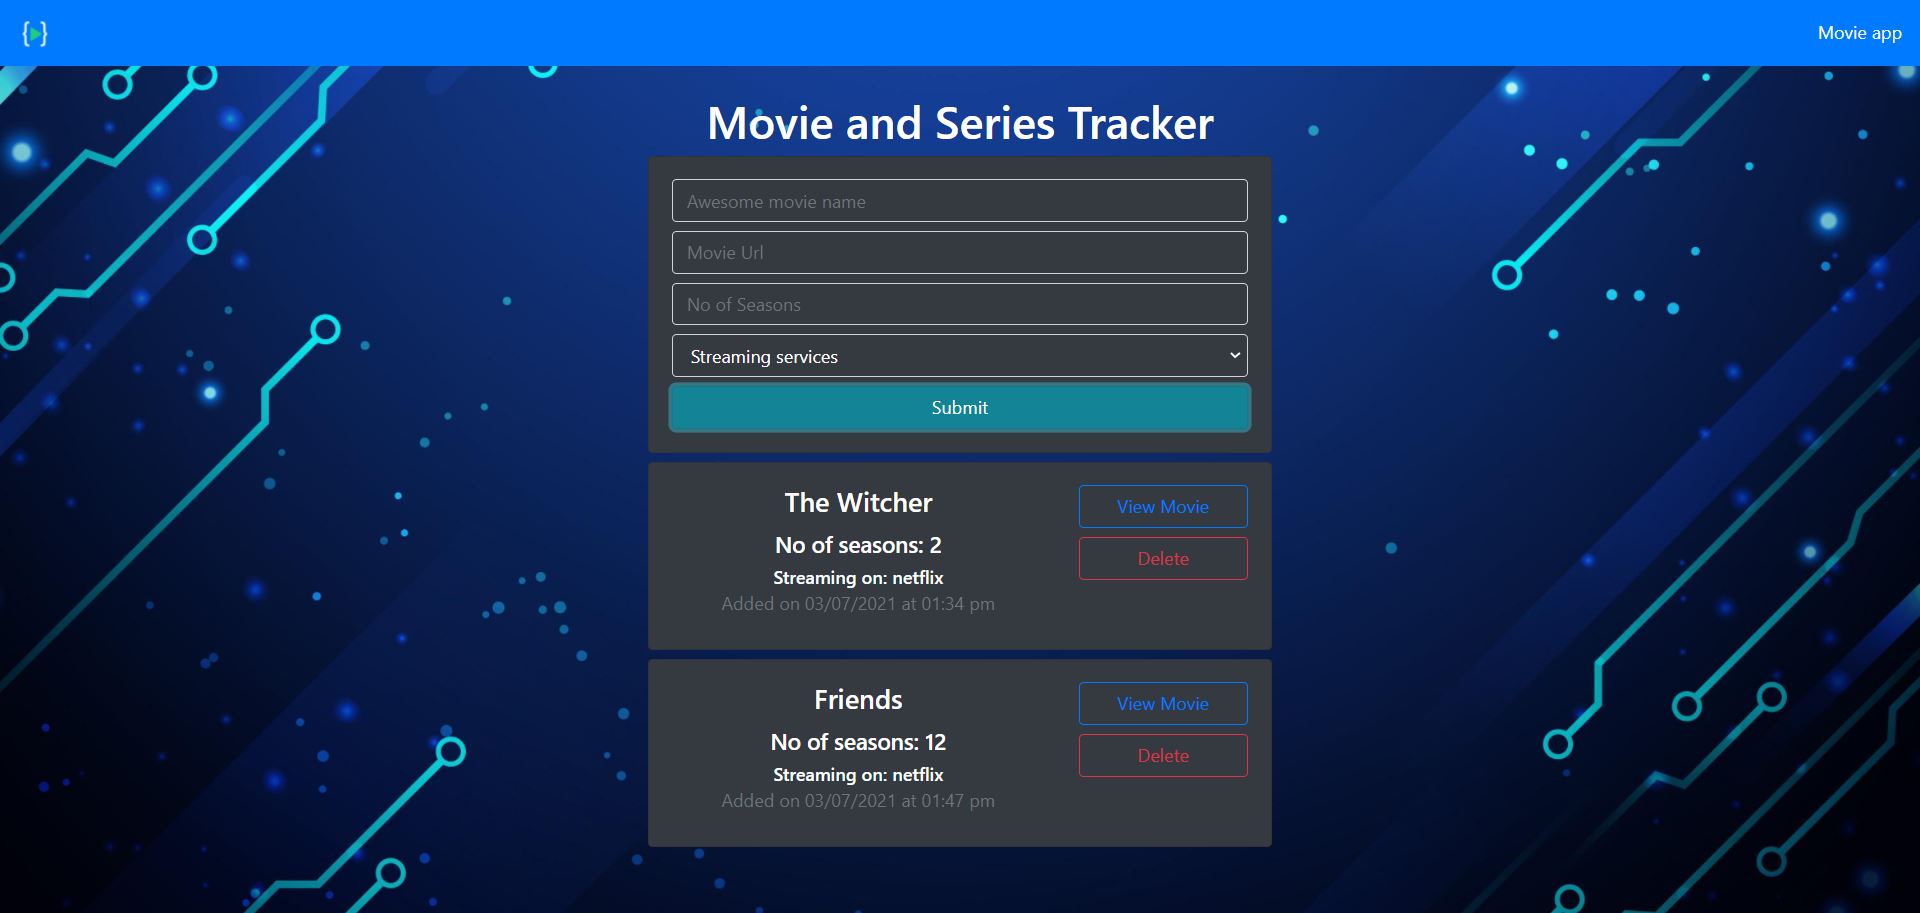 Movie app
Movie and Series Tracker
Awesome movie name
Movie Url
No of Seasons
Streaming services
Submit
The Witcher
No of seasons: 2
Streaming on: netflix
Added on 03/07/2021 at 01:34 pm
View Movie
Delete
Friends
No of seasons: 12
Streaming on: netflix
Added on 03/07/2021 at 01:47 pm
View Movie
Delete